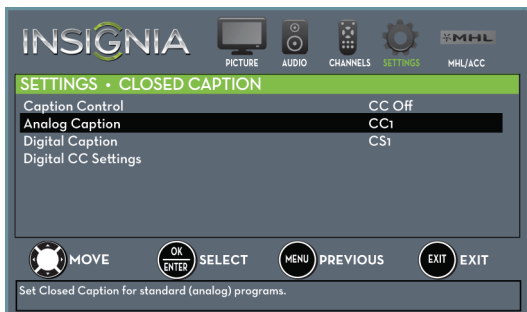 INSIGNIA
PICTURE AUDIO CHANNELS SETTINGS MHL/ACC
MHL
SETTINGS • CLOSED CAPTION
Caption Control CC Off
Analog Caption CC1
Digital Caption CS1
Digital CC Settings
MOVE OK ENTER SELECT MENU PREVIOUS EXIT EXIT
Set Closed Caption for standard (analog) programs.